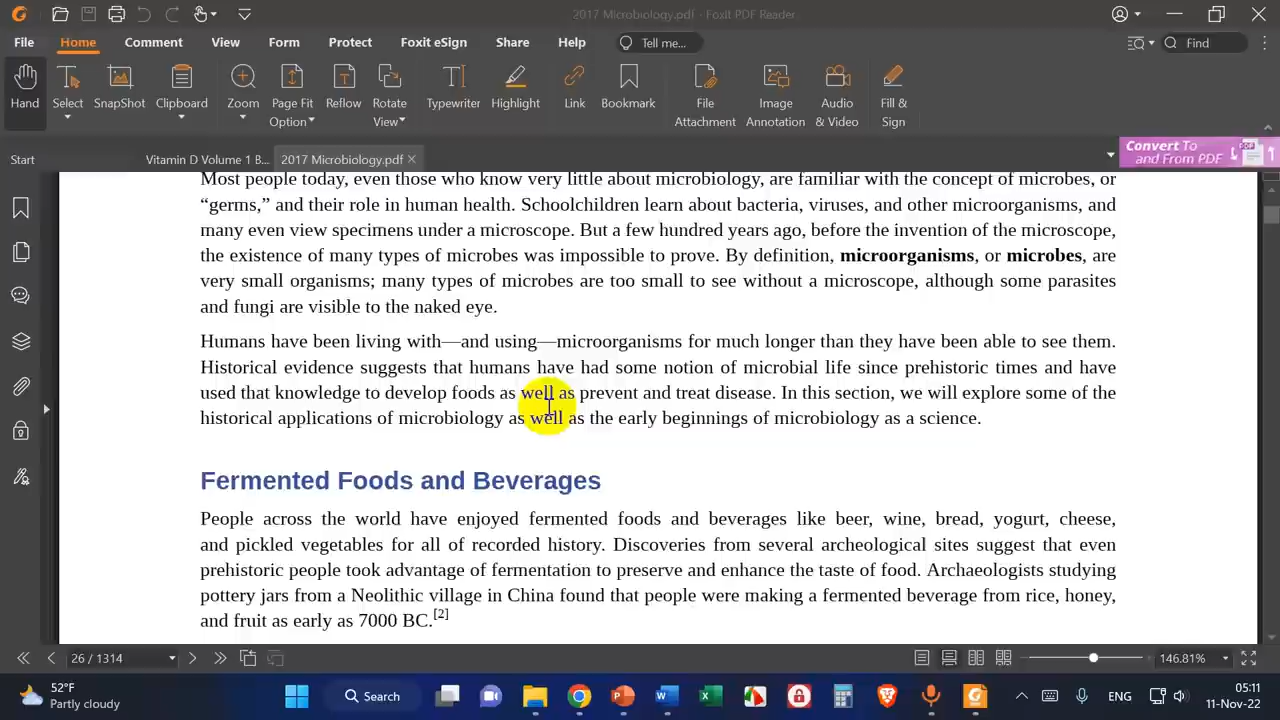 2017 Microbiology.pdf - Foxit PDF Reader
File Home Comment View Form Protect Foxit eSign Share Help Tell me... Find
Hand Select SnapShot Clipboard Zoom Page Fit Option Reflow Rotate View Typewriter Highlight Link Bookmark File Attachment Image Annotation Audio & Video Fill & Sign
Start Vitamin D Volume 1 B... 2017 Microbiology.pdf
Convert To and From PDF
Most people today, even those who know very little about microbiology, are familiar with the concept of microbes, or
“germs,” and their role in human health. Schoolchildren learn about bacteria, viruses, and other microorganisms, and
many even view specimens under a microscope. But a few hundred years ago, before the invention of the microscope,
the existence of many types of microbes was impossible to prove. By definition, microorganisms, or microbes, are
very small organisms; many types of microbes are too small to see without a microscope, although some parasites
and fungi are visible to the naked eye.
Humans have been living with—and using—microorganisms for much longer than they have been able to see them.
Historical evidence suggests that humans have had some notion of microbial life since prehistoric times and have
used that knowledge to develop foods as well as prevent and treat disease. In this section, we will explore some of the
historical applications of microbiology as well as the early beginnings of microbiology as a science.
Fermented Foods and Beverages
People across the world have enjoyed fermented foods and beverages like beer, wine, bread, yogurt, cheese,
and pickled vegetables for all of recorded history. Discoveries from several archeological sites suggest that even
prehistoric people took advantage of fermentation to preserve and enhance the taste of food. Archaeologists studying
pottery jars from a Neolithic village in China found that people were making a fermented beverage from rice, honey,
and fruit as early as 7000 BC.[2]
26 / 1314 146.81%
52°F
Partly cloudy
Search
ENG
05:11
11-Nov-22